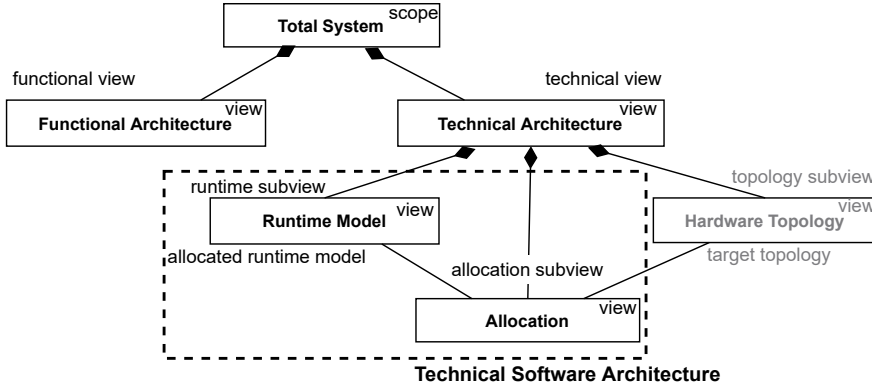 scope
Total System
functional view
technical view
view
Functional Architecture
view
Technical Architecture
runtime subview
topology subview
view
Runtime Model
view
Hardware Topology
allocated runtime model
allocation subview
target topology
view
Allocation
Technical Software Architecture